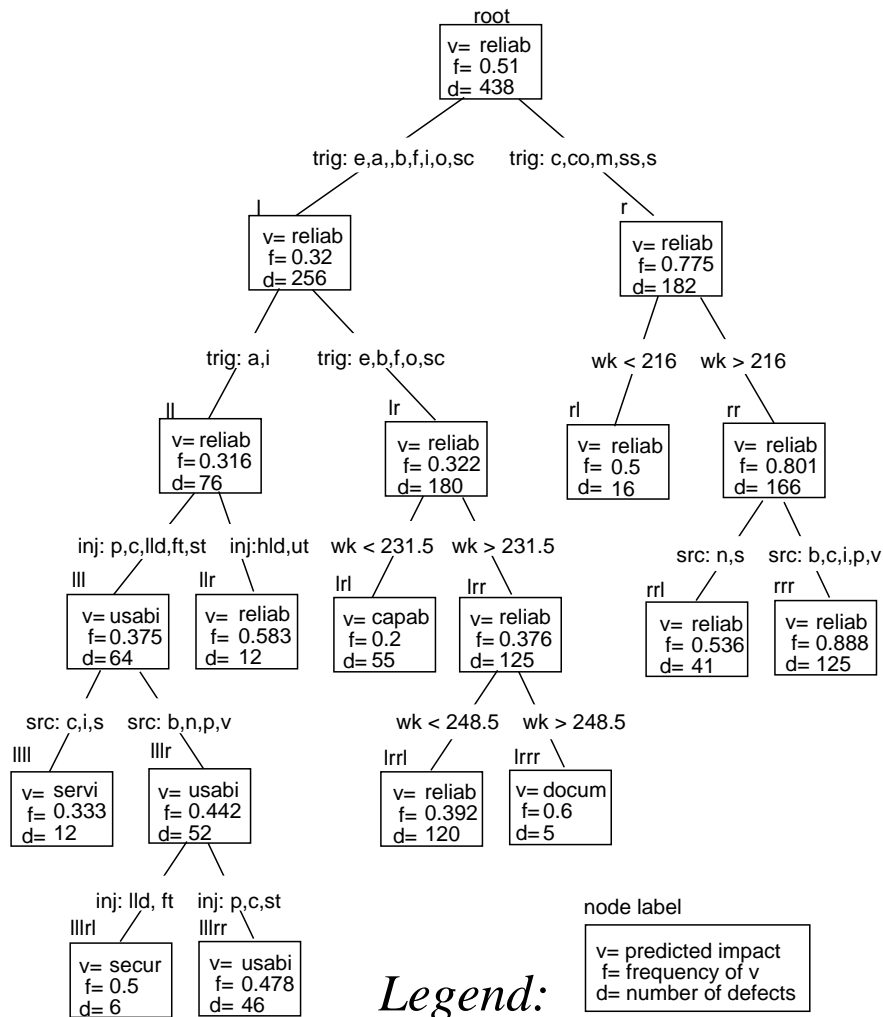 root
v= reliab
f= 0.51
d= 438
trig: e,a,,b,f,i,o,sc
trig: c,co,m,ss,s
l
v= reliab
f= 0.32
d= 256
r
v= reliab
f= 0.775
d= 182
trig: a,i
trig: e,b,f,o,sc
wk < 216
wk > 216
ll
v= reliab
f= 0.316
d= 76
lr
v= reliab
f= 0.322
d= 180
rl
v= reliab
f= 0.5
d= 16
rr
v= reliab
f= 0.801
d= 166
inj: p,c,lld,ft,st
inj:hld,ut
wk < 231.5
wk > 231.5
src: n,s
src: b,c,i,p,v
lll
v= usabi
f= 0.375
d= 64
llr
v= reliab
f= 0.583
d= 12
lrl
v= capab
f= 0.2
d= 55
lrr
v= reliab
f= 0.376
d= 125
rrl
v= reliab
f= 0.536
d= 41
rrr
v= reliab
f= 0.888
d= 125
src: c,i,s
src: b,n,p,v
wk < 248.5
wk > 248.5
llll
v= servi
f= 0.333
d= 12
lllr
v= usabi
f= 0.442
d= 52
lrrl
v= reliab
f= 0.392
d= 120
lrrr
v= docum
f= 0.6
d= 5
inj: lld, ft
inj: p,c,st
lllrl
v= secur
f= 0.5
d= 6
lllrr
v= usabi
f= 0.478
d= 46
Legend:
node label
v= predicted impact
f= frequency of v
d= number of defects